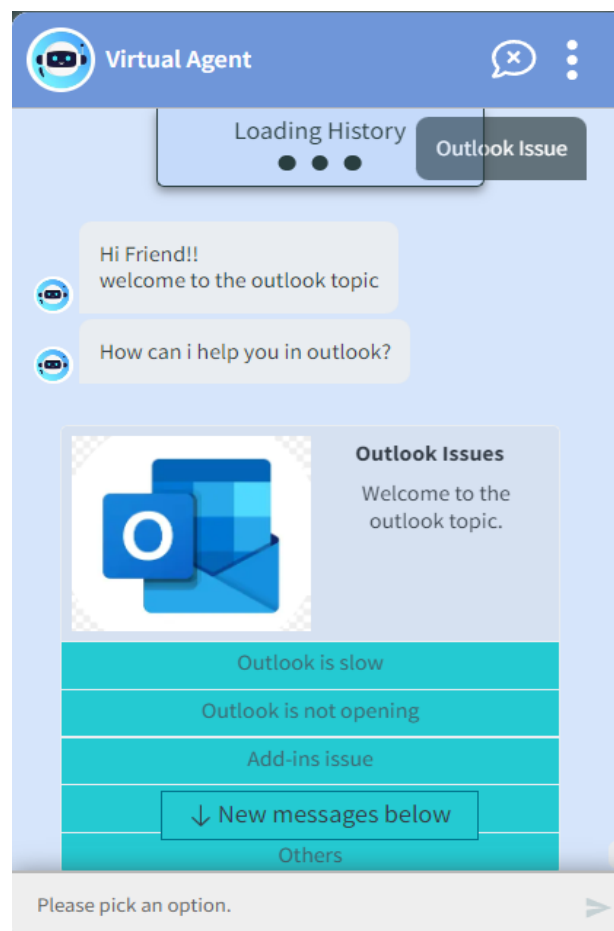 Virtual Agent
Loading History
Outlook Issue
Hi Friend!!
welcome to the outlook topic
How can i help you in outlook?
O
Outlook Issues
Welcome to the
outlook topic.
Outlook is slow
Outlook is not opening
Add-ins issue
↓ New messages below
Others
Please pick an option.